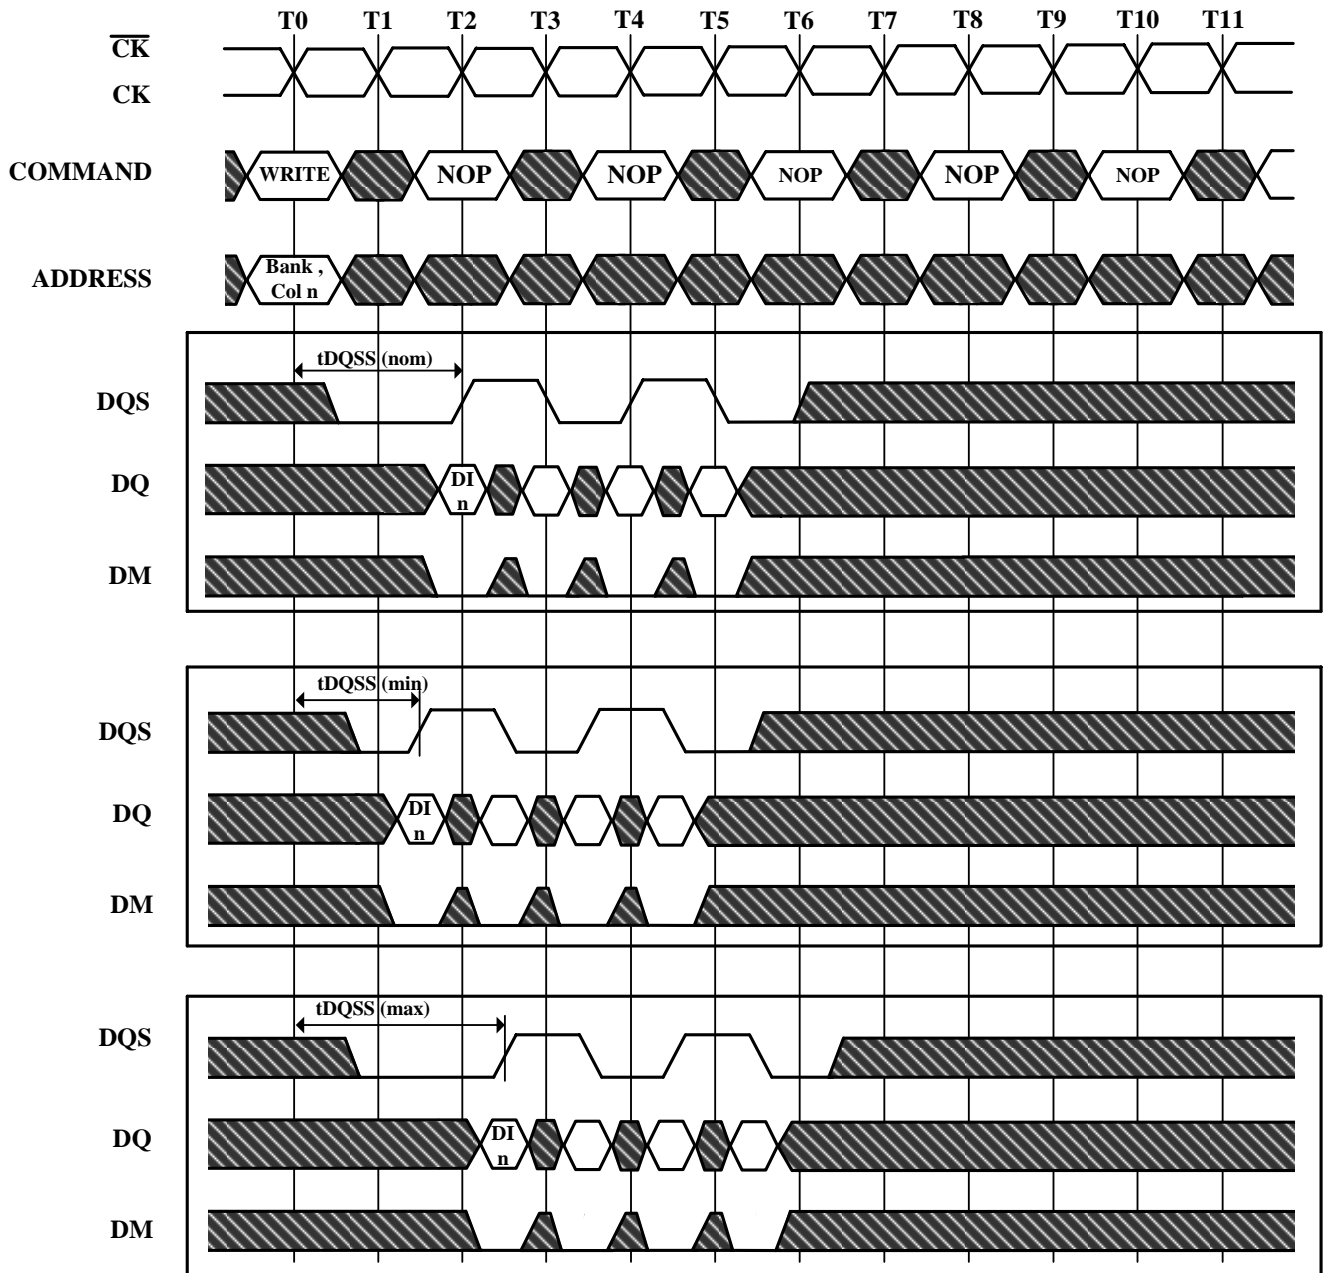 T0 T1 T2 T3 T4 T5 T6 T7 T8 T9 T10 T11
CK
CK
COMMAND WRITE NOP NOP NOP NOP NOP
ADDRESS Bank ,
Col n
tDQSS (nom)
DQS
DQ DI
n
DM
tDQSS (min)
DQS
DQ DI
n
DM
tDQSS (max)
DQS
DQ DI
n
DM